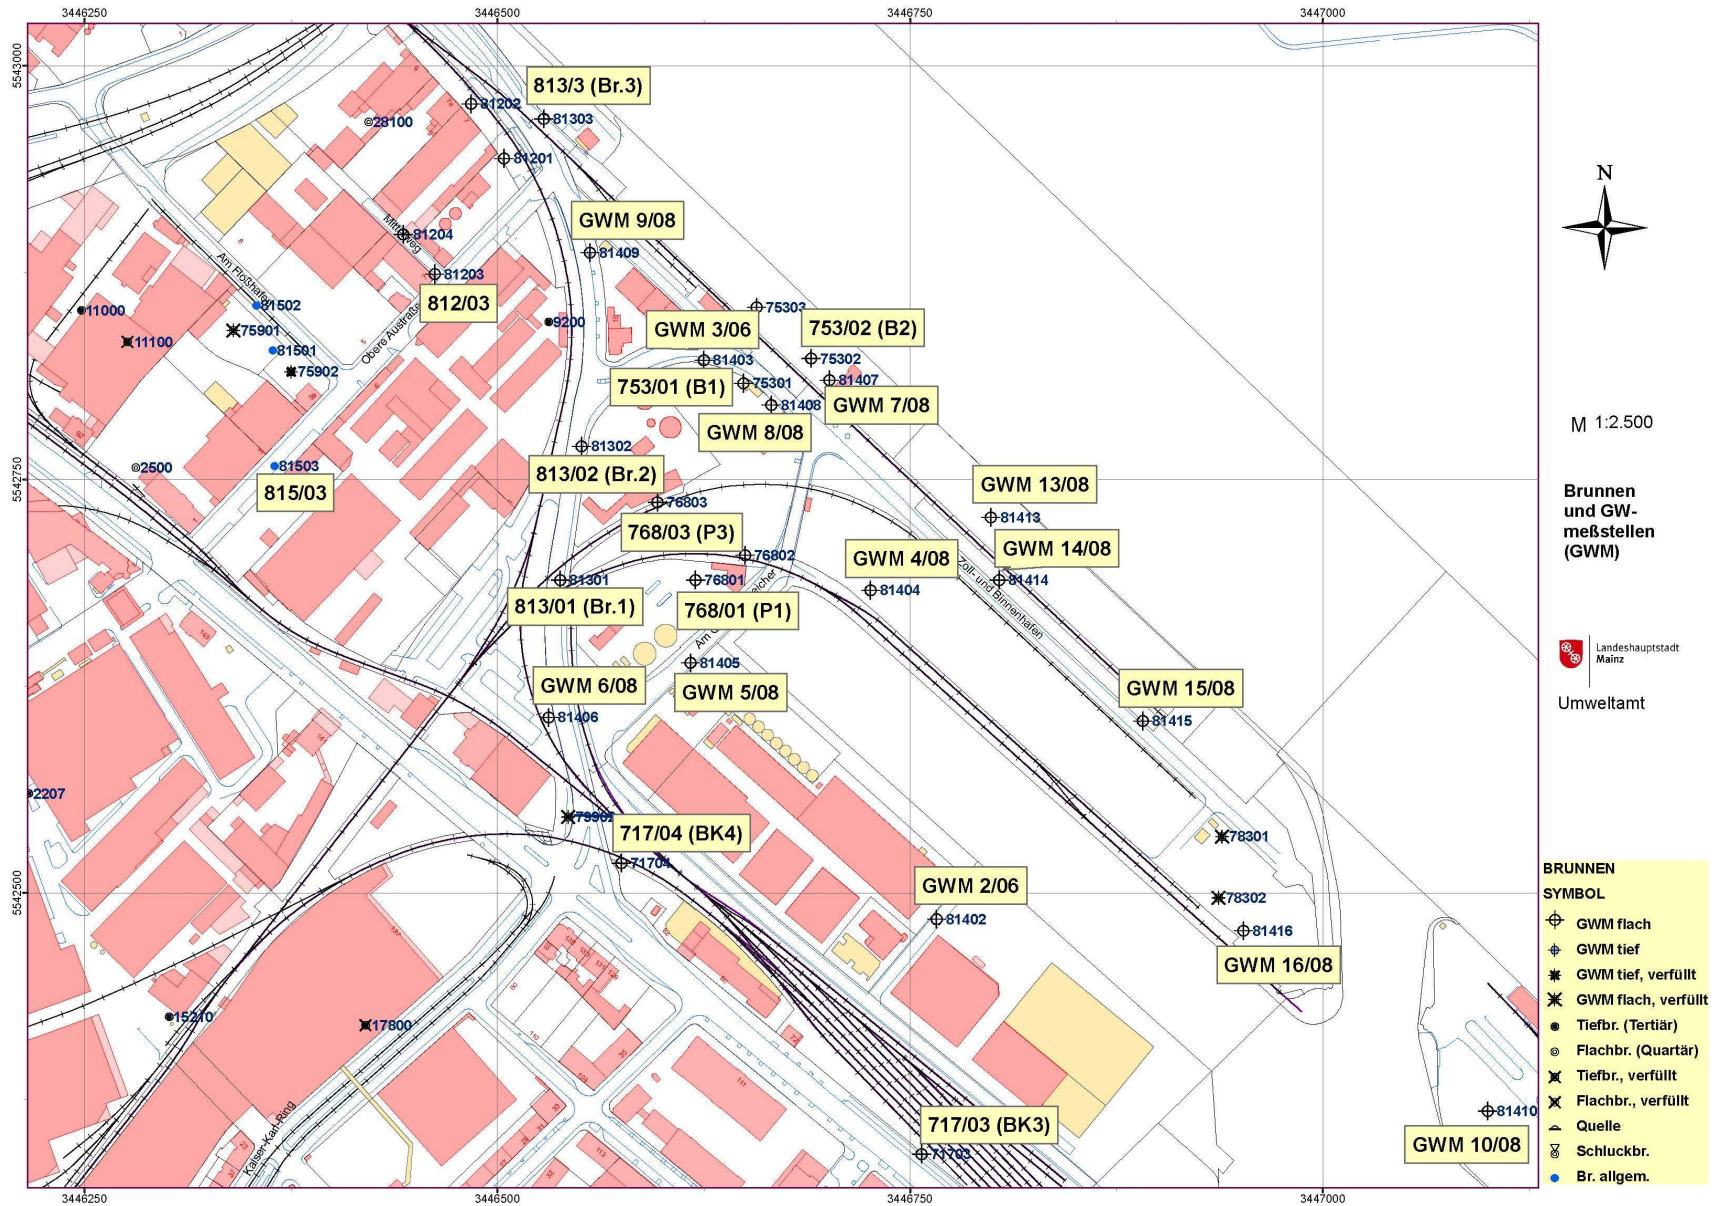 3446250
3446500
3446750
3447000
5543000
813/3 (Br.3)
81202
81303
28100
81201
N
GWM 9/08
81204
81409
Am Floßhafen
81203
812/03
81502
75303
11000
9200
GWM 3/06
753/02 (B2)
75901
Obere Austraße
11100
81501
81403
75302
75902
753/01 (B1)
75301
81407
81408
GWM 7/08
M 1:2.500
GWM 8/08
81302
2500
81503
813/02 (Br.2)
5542750
815/03
GWM 13/08
Brunnen
und GW-
meßstellen
(GWM)
76803
81413
768/03 (P3)
GWM 14/08
76802
GWM 4/08
81301
76801
81414
81404
Zoll- und Binnenhafen
813/01 (Br.1)
768/01 (P1)
Landeshauptstadt
Mainz
81405
GWM 6/08
GWM 5/08
GWM 15/08
Umweltamt
81406
81415
2207
717/04 (BK4)
78301
71704
BRUNNEN
GWM 2/06
SYMBOL
5542500
78302
81402
81416
GWM flach
GWM tief
GWM 16/08
GWM tief, verfüllt
GWM flach, verfüllt
15210
17800
Tiefbr. (Tertiär)
Flachbr. (Quartär)
Tiefbr., verfüllt
Flachbr., verfüllt
81410
717/03 (BK3)
Quelle
Kaiser-Karl-Ring
GWM 10/08
Schluckbr.
71703
Br. allgem.
3446250
3446500
3446750
3447000